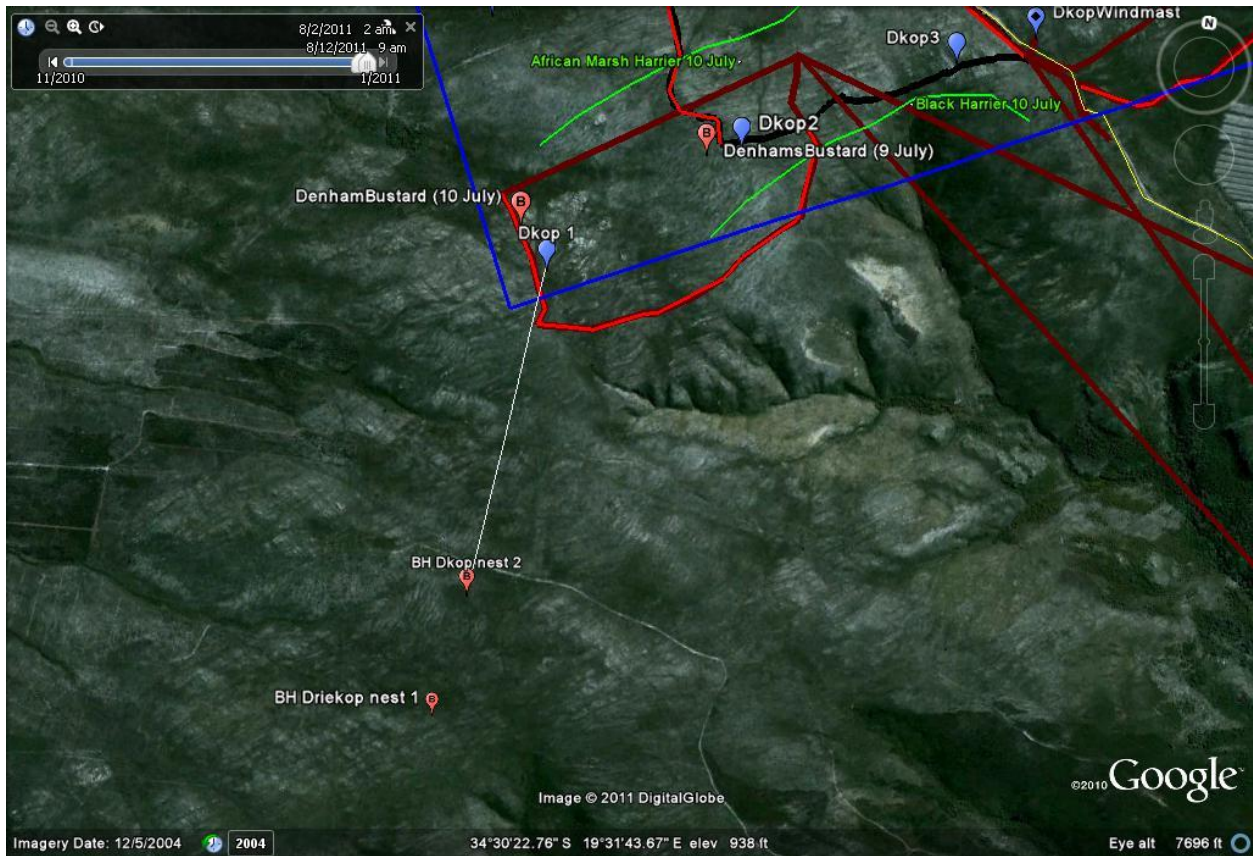 8/2/2011 2 am
8/12/2011 9 am
11/2010
1/2011
DkopWindmast
N
Dkop3
African Marsh Harrier 10 July
Black Harrier 10 July
Dkop2
B
DenhamsBustard (9 July)
DenhamBustard (10 July)
B
Dkop 1
BH Dkop nest 2
B
BH Driekop nest 1
B
©2010 Google
Image © 2011 DigitalGlobe
Imagery Date: 12/5/2004
2004
34°30'22.76" S 19°31'43.67" E elev 938 ft
Eye alt 7696 ft